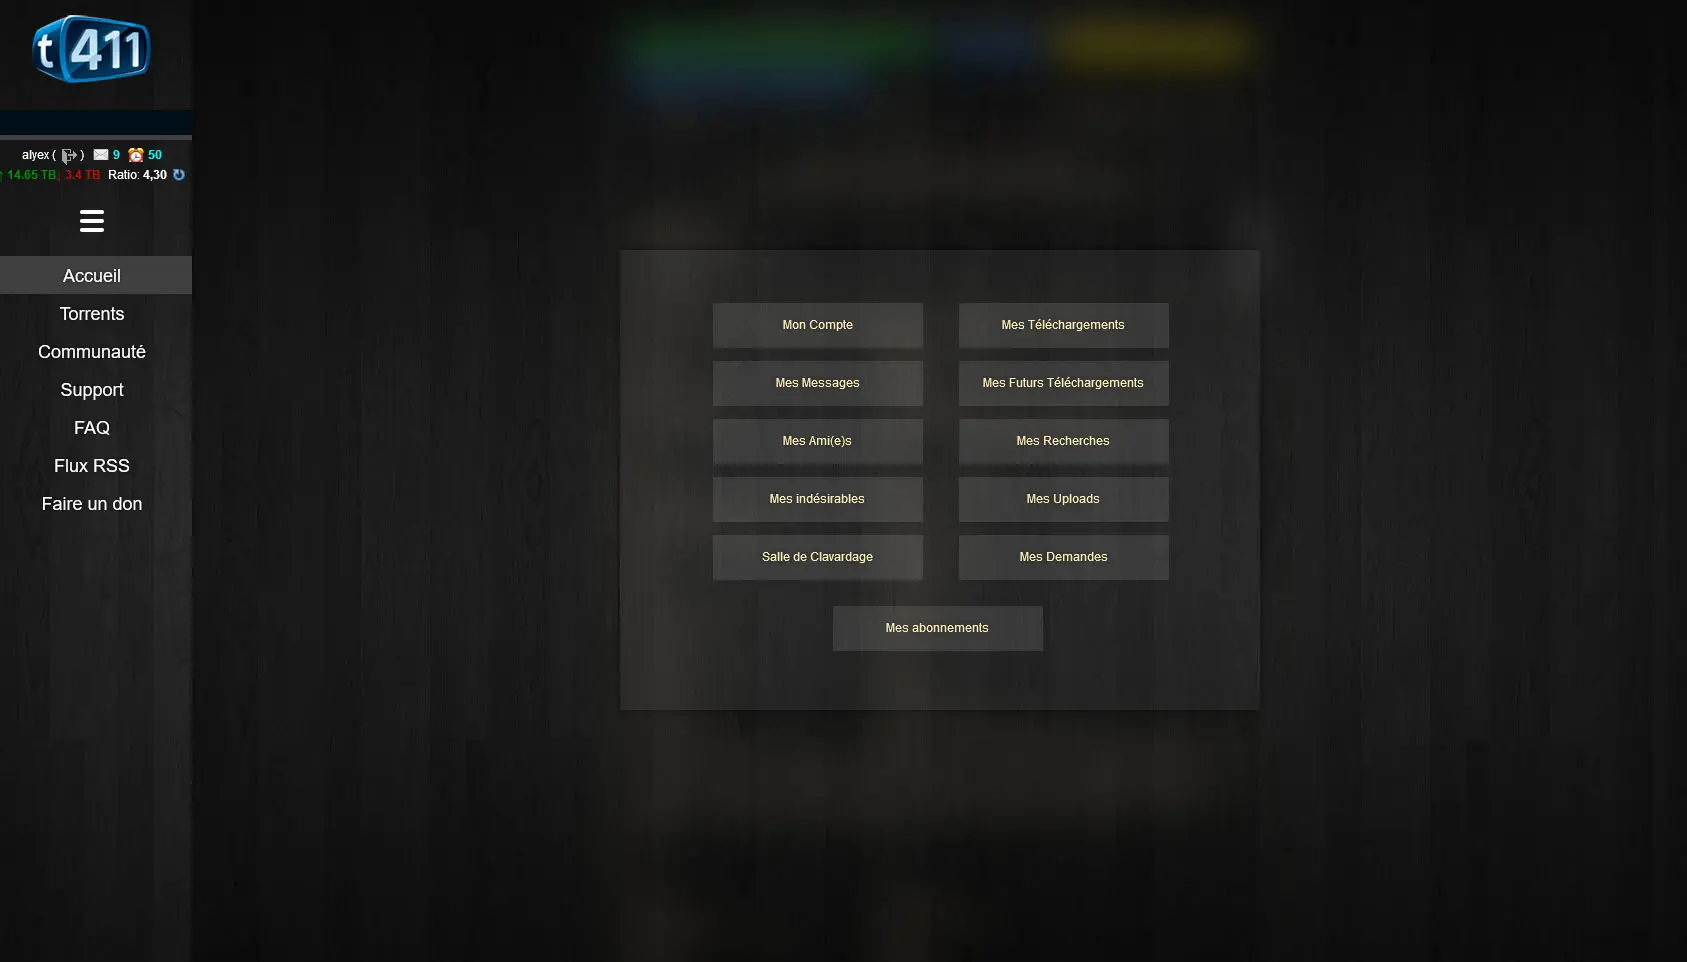 t411
alyex ( ) 9 50
↑ 14.65 TB↓ 3.4 TB Ratio: 4,30
Accueil
Torrents
Communauté
Support
FAQ
Flux RSS
Faire un don
Mon Compte
Mes Téléchargements
Mes Messages
Mes Futurs Téléchargements
Mes Ami(e)s
Mes Recherches
Mes indésirables
Mes Uploads
Salle de Clavardage
Mes Demandes
Mes abonnements